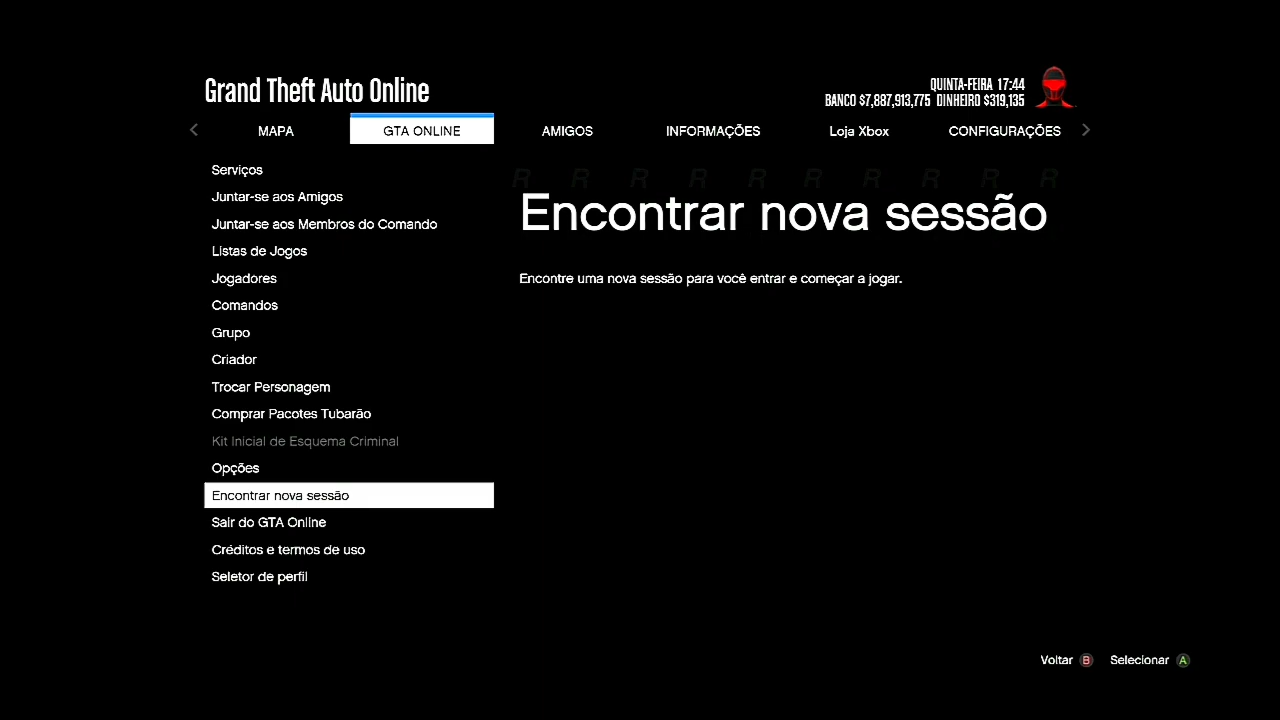 Grand Theft Auto Online
QUINTA-FEIRA 17:44
BANCO $7,887,913,775 DINHEIRO $319,135
MAPA GTA ONLINE AMIGOS INFORMAÇÕES Loja Xbox CONFIGURAÇÕES
Serviços
Juntar-se aos Amigos
Juntar-se aos Membros do Comando
Listas de Jogos
Jogadores
Comandos
Grupo
Criador
Trocar Personagem
Comprar Pacotes Tubarão
Kit Inicial de Esquema Criminal
Opções
Encontrar nova sessão
Sair do GTA Online
Créditos e termos de uso
Seletor de perfil
R R R R R R R R R R
Encontrar nova sessão
Encontre uma nova sessão para você entrar e começar a jogar.
Voltar B Selecionar A